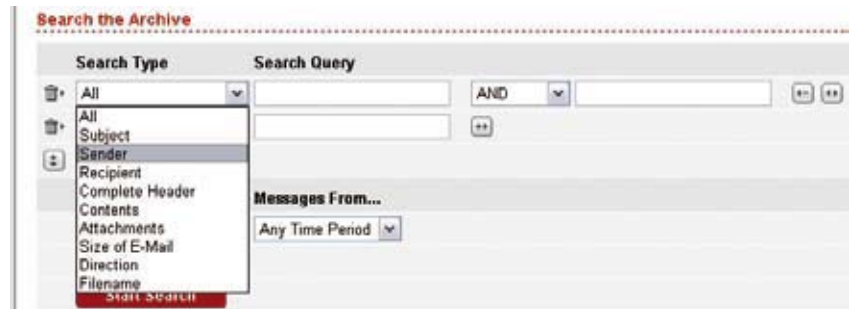 Search the Archive
Search Type Search Query
All AND
All
Subject
Sender
Recipient
Complete Header
Contents
Attachments
Size of E-Mail
Direction
Filename
Messages From...
Any Time Period
Start Search